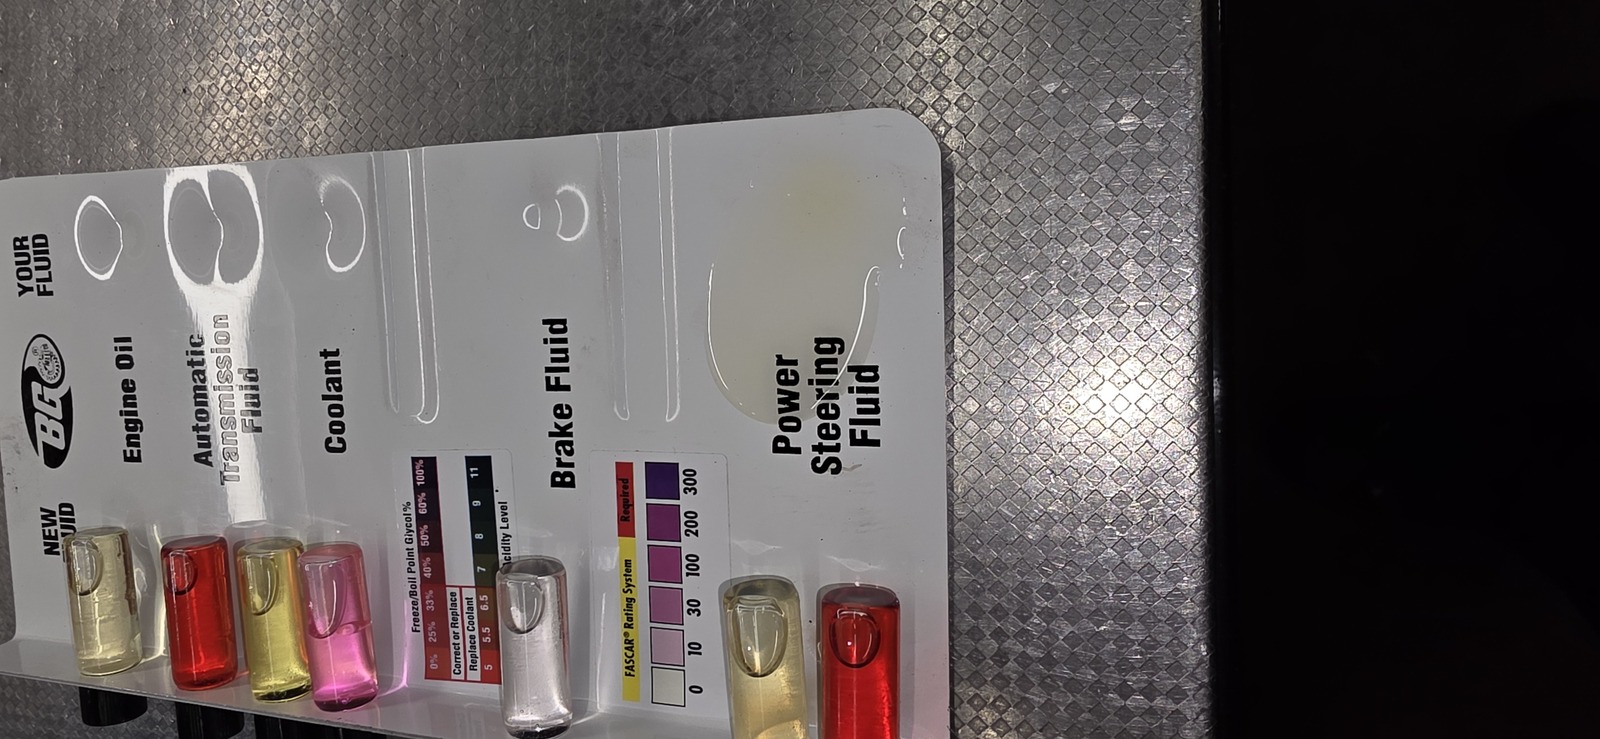 NEW
BG
YOUR
FLUID
Engine Oil
Automatic
Transmission
Fluid
Coolant
Freeze/Boil Point Glycol %
0% 25% 33% 40% 50% 60% 100%
Correct or Replace
Replace Coolant
5 5.5 6.5 7 8 9 11
cidity Level
Brake Fluid
Required
FASCAR® Rating System
0 10 30 100 200 300
Power
Steering
Fluid